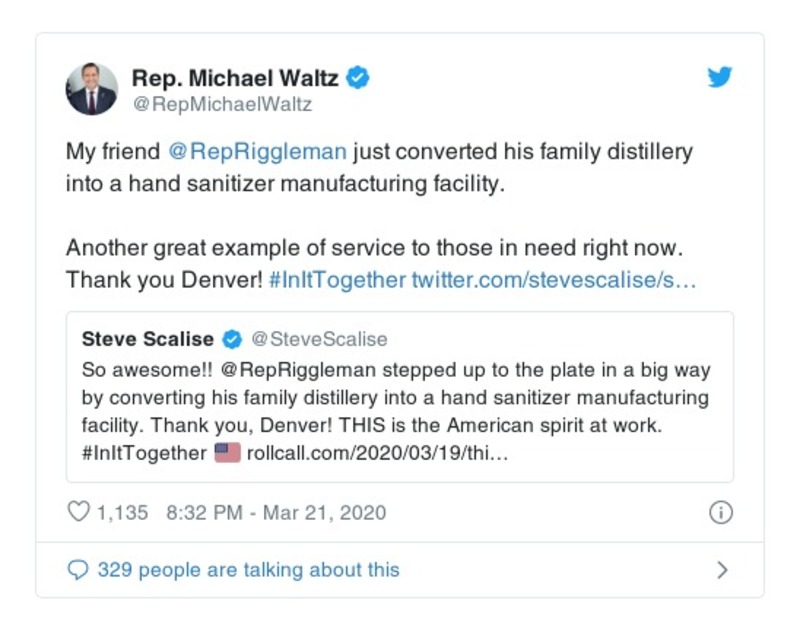 Rep. Michael Waltz
@RepMichaelWaltz
My friend @RepRiggleman just converted his family distillery
into a hand sanitizer manufacturing facility.
Another great example of service to those in need right now.
Thank you Denver! #InItTogether twitter.com/stevescalise/s…
Steve Scalise @SteveScalise
So awesome!! @RepRiggleman stepped up to the plate in a big way
by converting his family distillery into a hand sanitizer manufacturing
facility. Thank you, Denver! THIS is the American spirit at work.
#InItTogether 🇺🇸 rollcall.com/2020/03/19/thi…
1,135 8:32 PM - Mar 21, 2020
329 people are talking about this